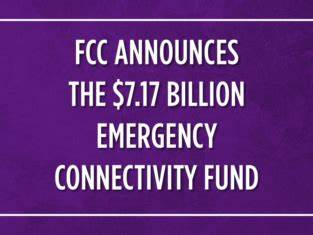 FCC ANNOUNCES
THE $7.17 BILLION
EMERGENCY
CONNECTIVITY FUND